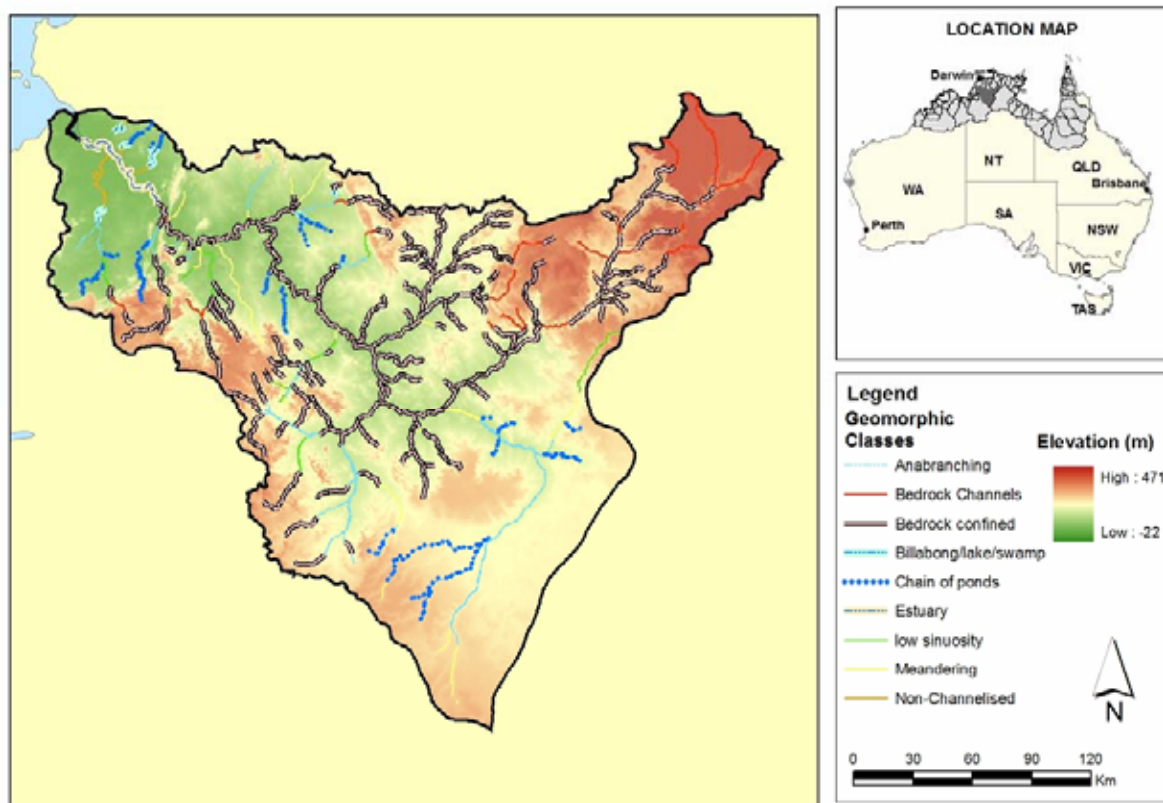 LOCATION MAP
Darwin
NT
QLD
Brisbane
WA
SA
Perth
NSW
VIC
TAS
Legend
Geomorphic
Classes
Elevation (m)
Anabranching
High : 471
Bedrock Channels
Bedrock confined
Low : -22
Billabong/lake/swamp
Chain of ponds
Estuary
low sinuosity
Meandering
Non-Channelised
N
0 30 60 90 120
Km